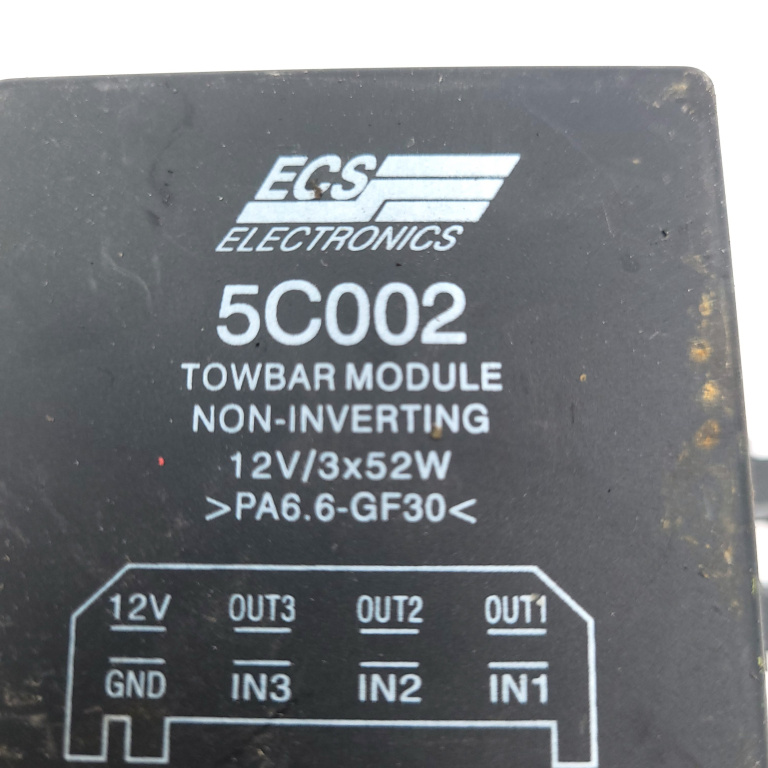 ECS
ELECTRONICS
5C002
TOWBAR MODULE
NON-INVERTING
12V/3x52W
>PA6.6-GF30<
12V OUT3 OUT2 OUT1
GND IN3 IN2 IN1